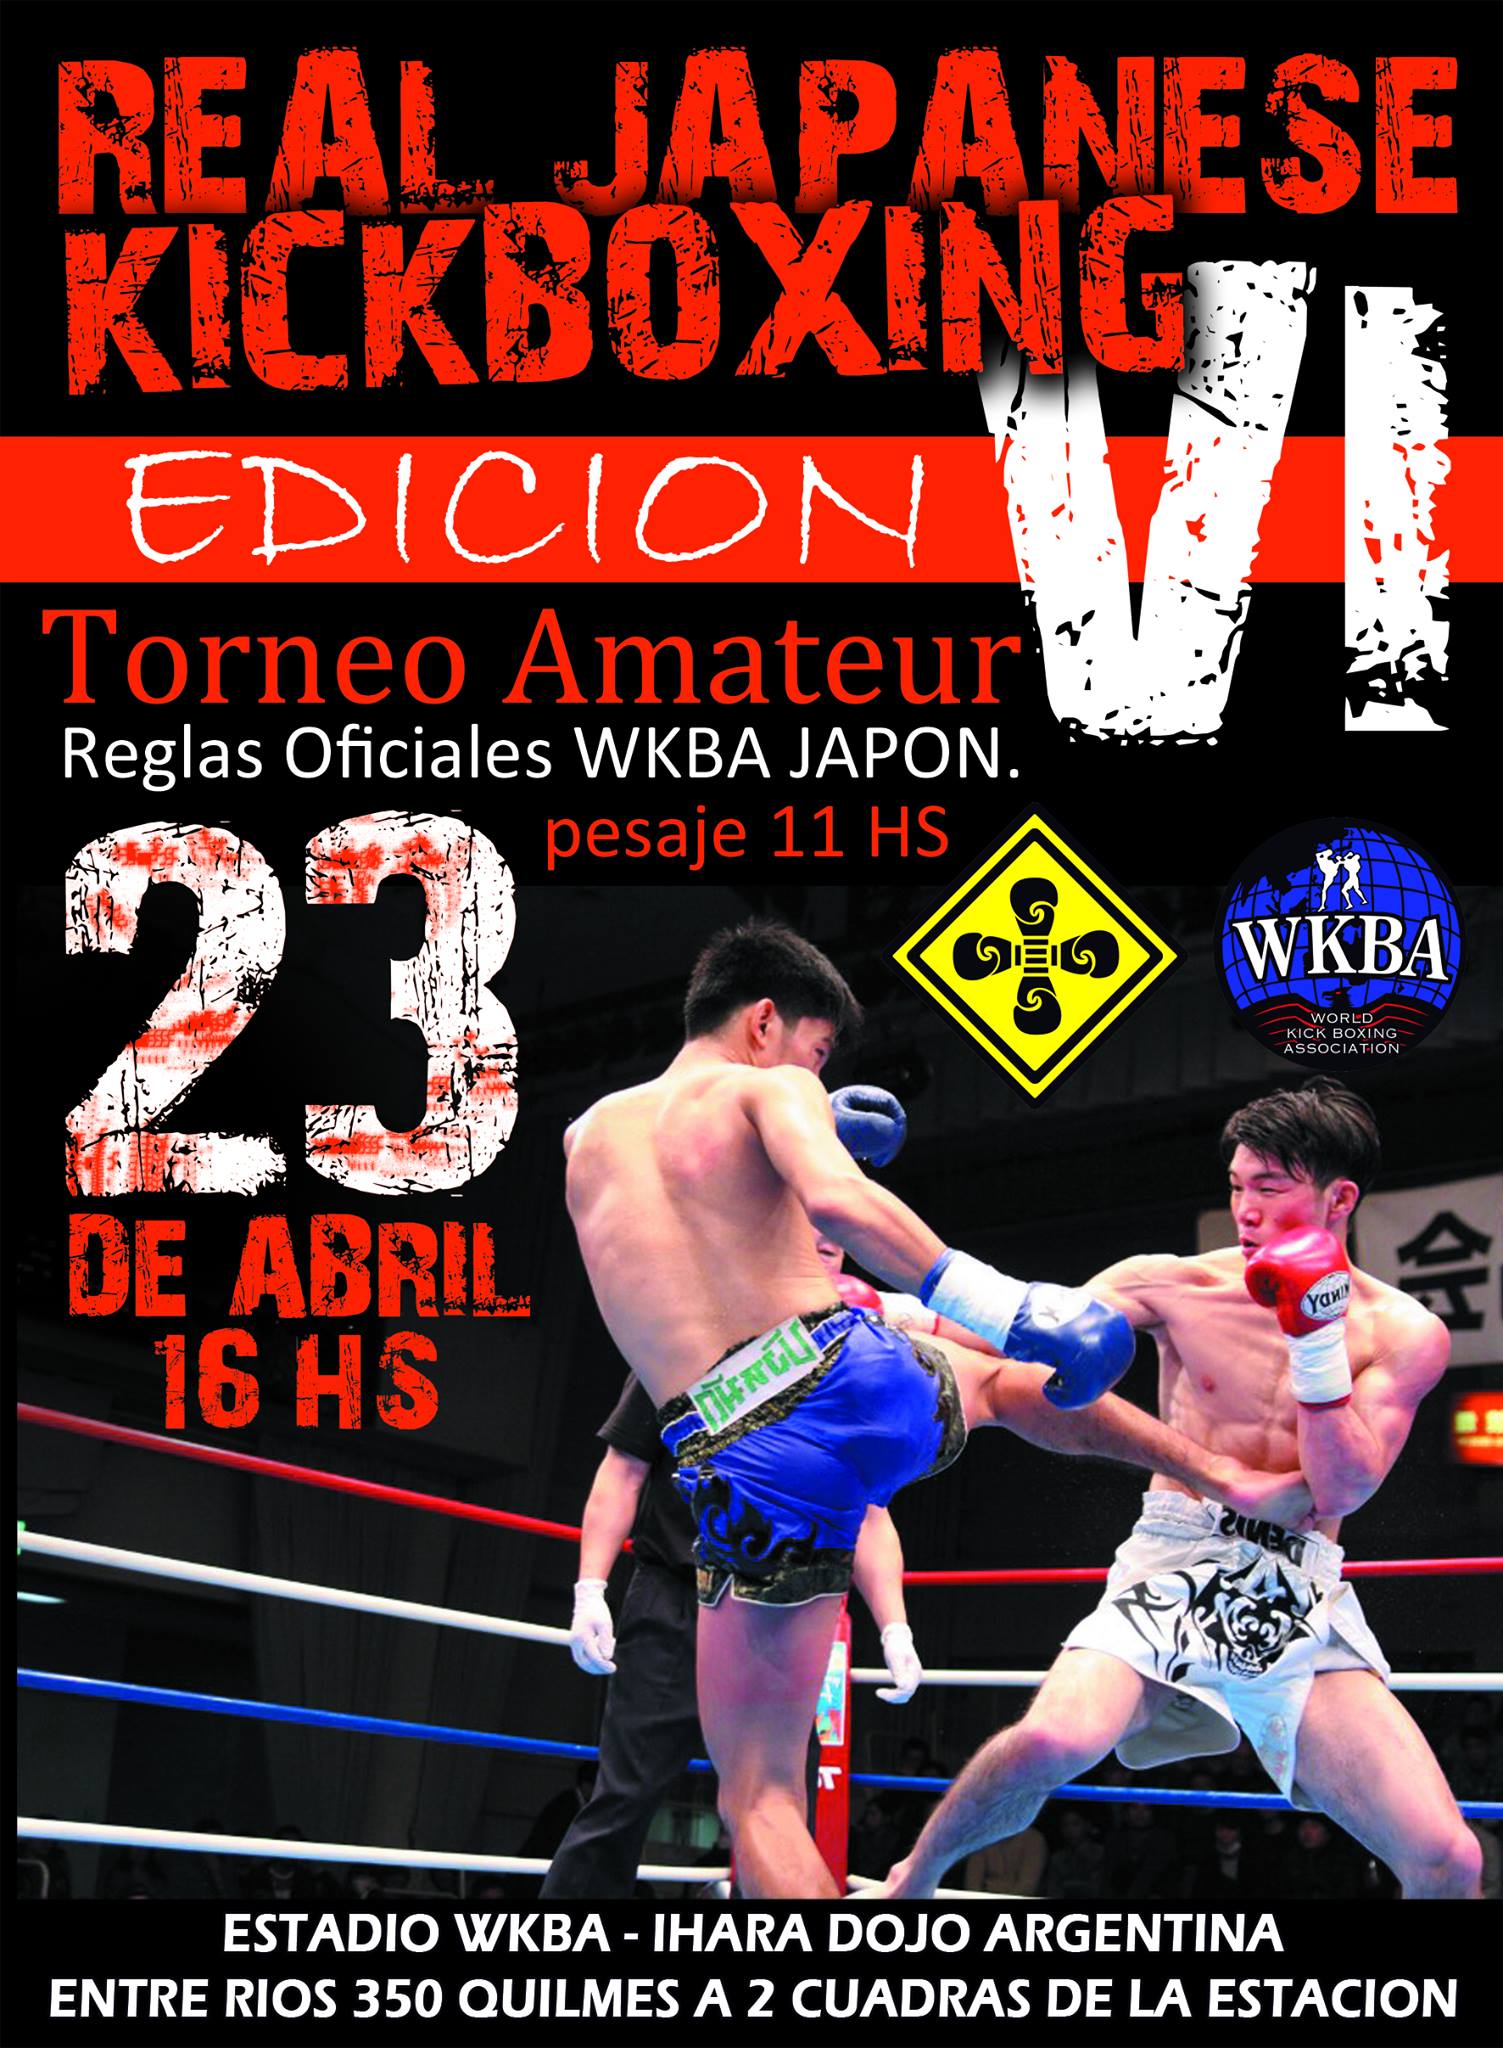 REAL JAPANESE
KICKBOXING
VI
EDICION
Torneo Amateur
Reglas Oficiales WKBA JAPON.
pesaje 11 HS
23
DE ABRIL
16 HS
WKBA
WORLD
KICK BOXING
ASSOCIATION
WINDY
DENIS
ESTADIO WKBA - IHARA DOJO ARGENTINA
ENTRE RIOS 350 QUILMES A 2 CUADRAS DE LA ESTACION